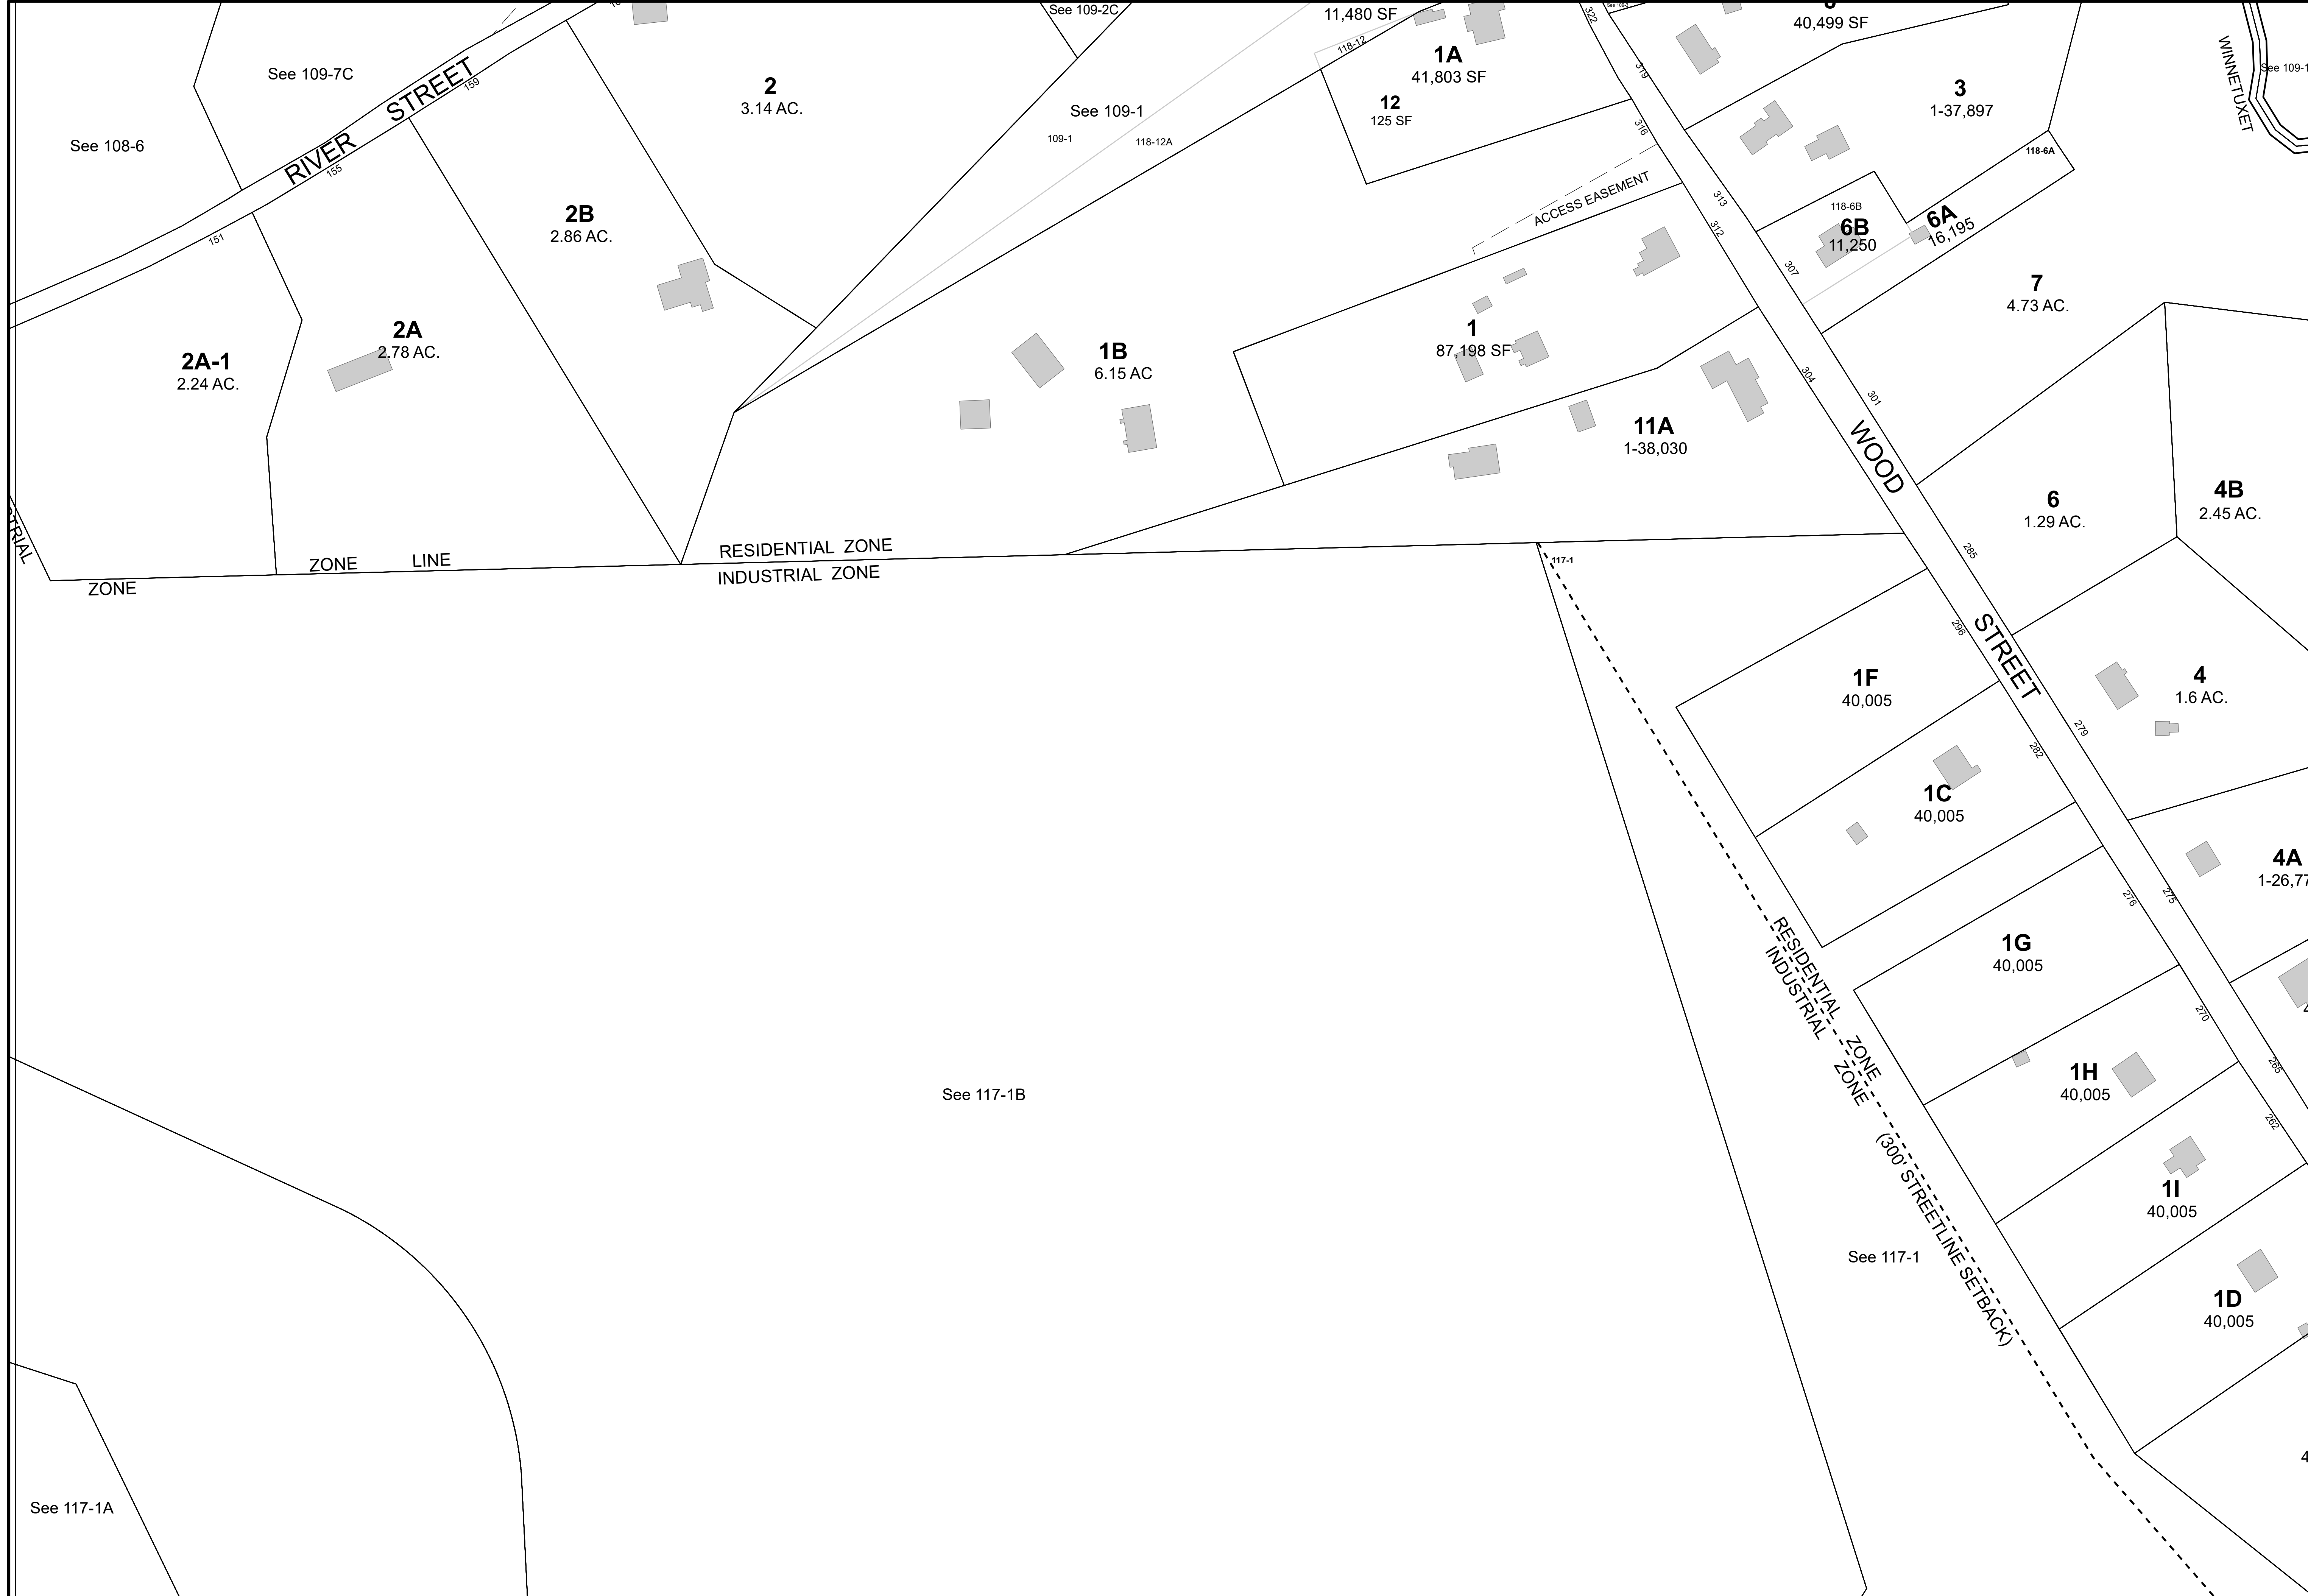 See 109-2C
11,480 SF
118-12
322
See 109-3
40,499 SF
WINNETUXET
See 109-1
See 109-7C
RIVER STREET
159
155
151
See 108-6
2
3.14 AC.
See 109-1
109-1
118-12A
1A
41,803 SF
12
125 SF
319
316
3
1-37,897
118-6A
2B
2.86 AC.
ACCESS EASEMENT
313
312
118-6B
6B
11,250
6A
16,195
307
7
4.73 AC.
2A-1
2.24 AC.
2A
2.78 AC.
1B
6.15 AC
1
87,198 SF
304
301
11A
1-38,030
WOOD STREET
6
1.29 AC.
4B
2.45 AC.
285
ZONE LINE
RESIDENTIAL ZONE
INDUSTRIAL ZONE
ZONE
117-1
296
1F
40,005
4
1.6 AC.
279
282
1C
40,005
4A
276
275
1G
40,005
RESIDENTIAL ZONE
INDUSTRIAL ZONE
(300' STREETLINE SETBACK)
270
265
1H
40,005
262
See 117-1B
1I
40,005
See 117-1
1D
40,005
See 117-1A